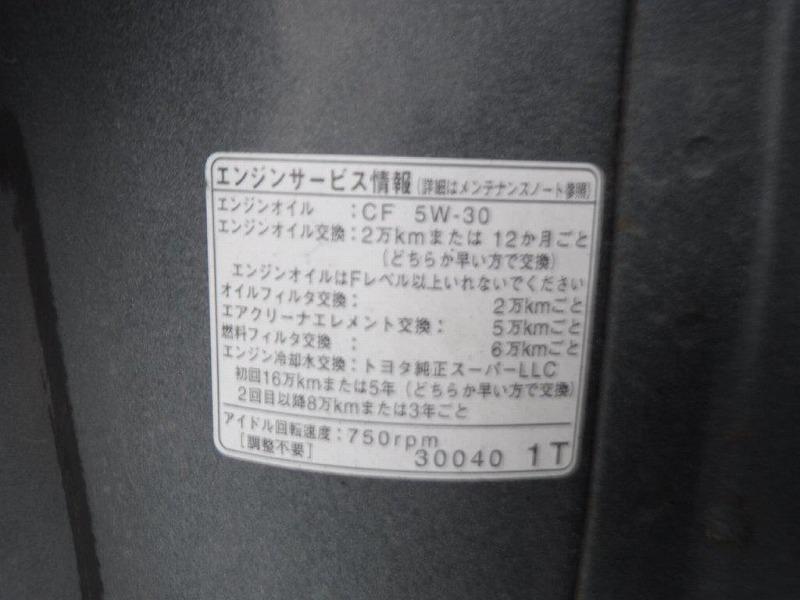 エンジンサービス情報(詳細はメンテナンスノート参照)
エンジンオイル :CF 5W-30
エンジンオイル交換:2万kmまたは 12か月ごと
(どちらか早い方で交換)
エンジンオイルはFレベル以上いれないでください
オイルフィルタ交換: 2万kmごと
エアクリーナエレメント交換: 5万kmごと
燃料フィルタ交換 : 6万kmごと
エンジン冷却水交換:トヨタ純正スーパーLLC
初回16万kmまたは5年(どちらか早い方で交換)
2回目以降8万kmまたは3年ごと
アイドル回転速度:750rpm
[調整不要] 30040 1T